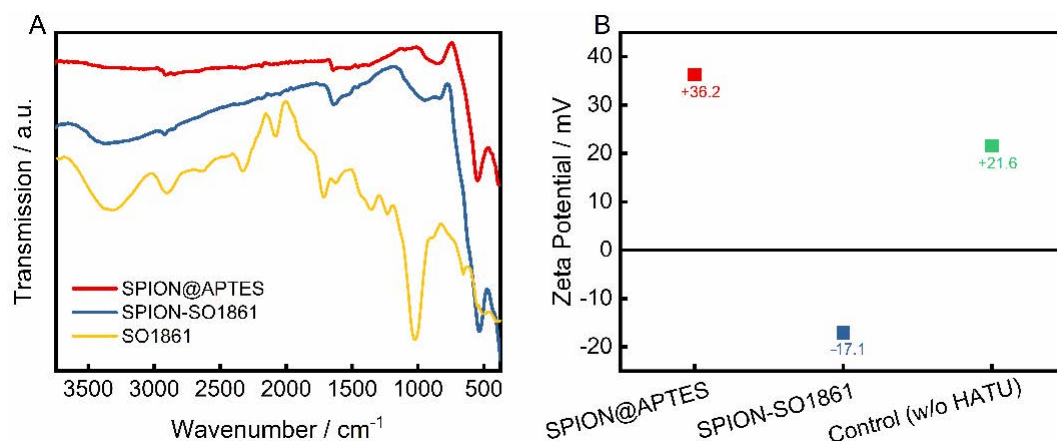 A
Transmission / a.u.
SPION@APTES
SPION-SO1861
SO1861
3500 3000 2500 2000 1500 1000 500
Wavenumber / cm⁻¹
B
Zeta Potential / mV
40
30
20
10
0
-10
-20
+36.2
-17.1
+21.6
SPION@APTES
SPION-SO1861
Control (w/o HATU)